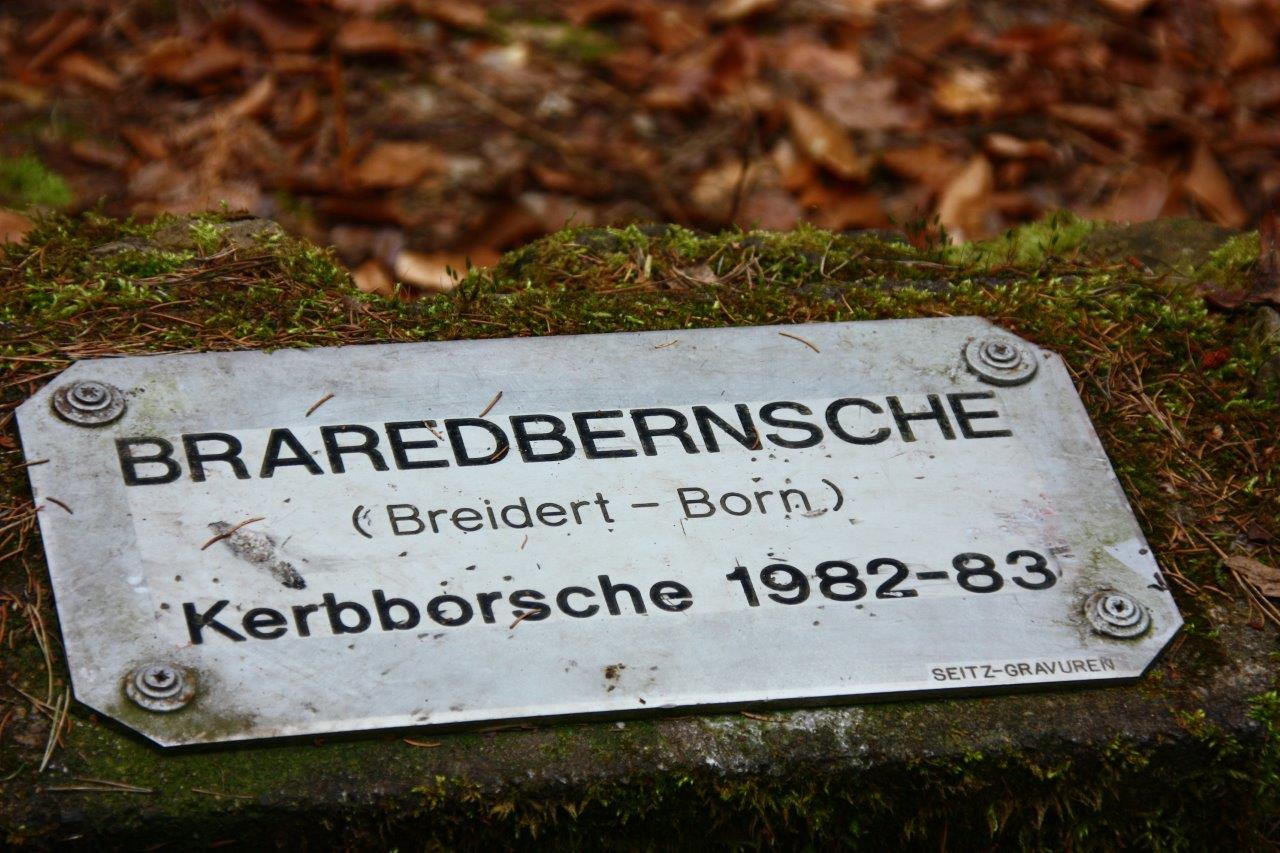 BRAREDBERNSCHE
(Breidert - Born)
Kerbborsche 1982-83
SEITZ-GRAVUREN